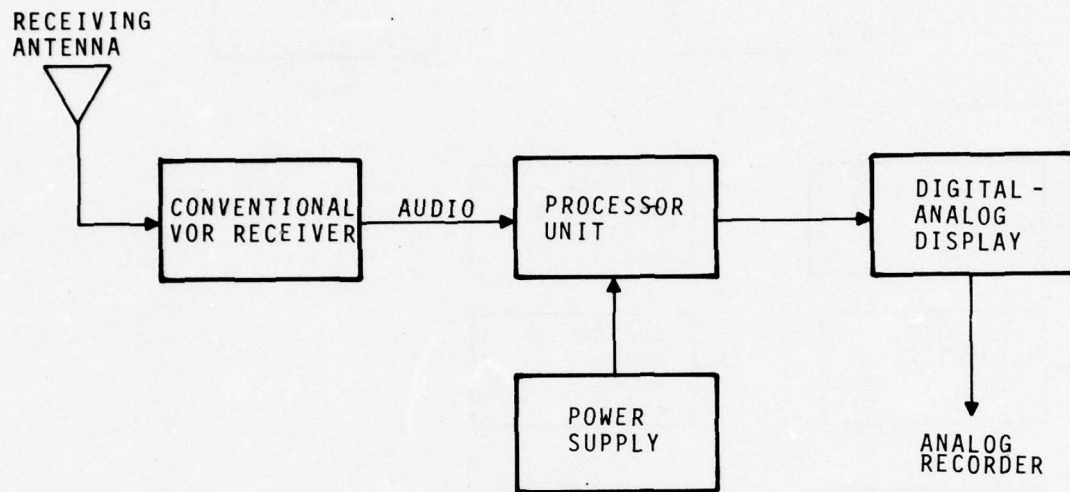 RECEIVING
ANTENNA
CONVENTIONAL
VOR RECEIVER
AUDIO
PROCESSOR
UNIT
DIGITAL-
ANALOG
DISPLAY
POWER
SUPPLY
ANALOG
RECORDER